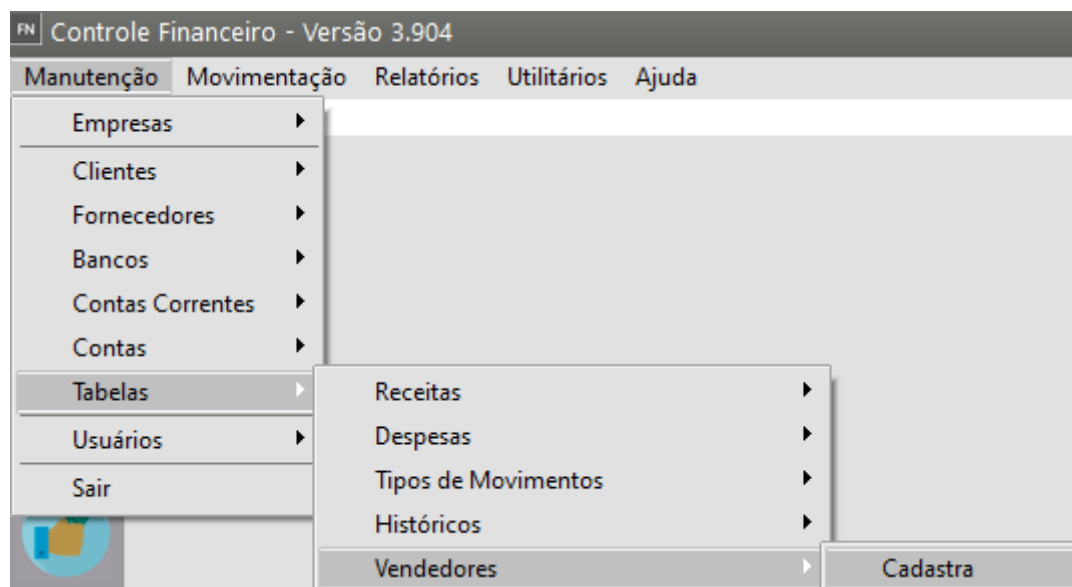 FN Controle Financeiro - Versão 3.904
Manutenção Movimentação Relatórios Utilitários Ajuda
Empresas
Clientes
Fornecedores
Bancos
Contas Correntes
Contas
Tabelas
Usuários
Sair
Receitas
Despesas
Tipos de Movimentos
Históricos
Vendedores
Cadastra